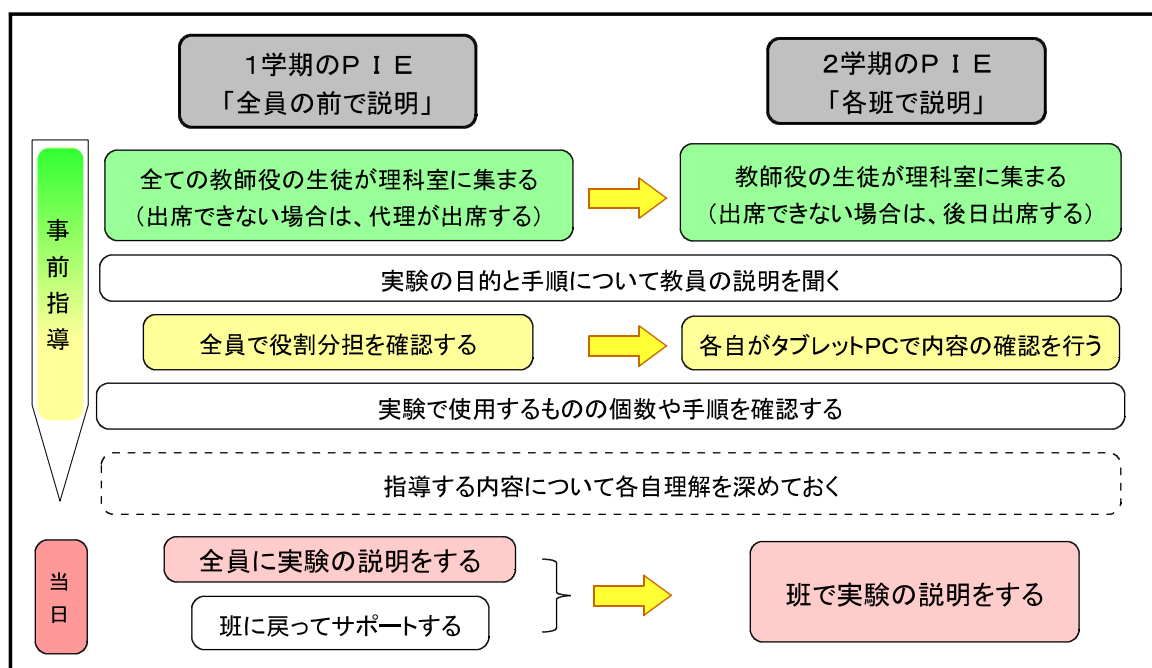 1学期のPIE
「全員の前で説明」
2学期のPIE
「各班で説明」
事前指導
全ての教師役の生徒が理科室に集まる
(出席できない場合は、代理が出席する)
教師役の生徒が理科室に集まる
(出席できない場合は、後日出席する)
実験の目的と手順について教員の説明を聞く
全員で役割分担を確認する
各自がタブレットPCで内容の確認を行う
実験で使用するものの個数や手順を確認する
指導する内容について各自理解を深めておく
当日
全員に実験の説明をする
班に戻ってサポートする
班で実験の説明をする